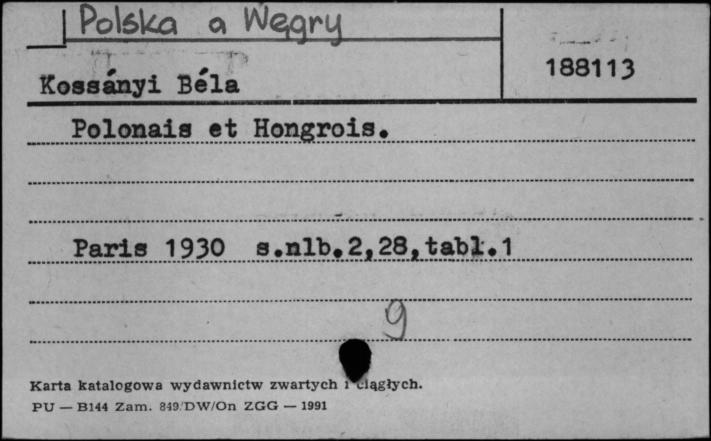 Polska a Węgry
188113
Kossányi Béla
Polonais et Hongrois.
Paris 1930 s.nlb.2,28,tabl.1
9
Karta katalogowa wydawnictw zwartych i ciągłych.
PU — B144 Zam. 849/DW/On ZGG — 1991